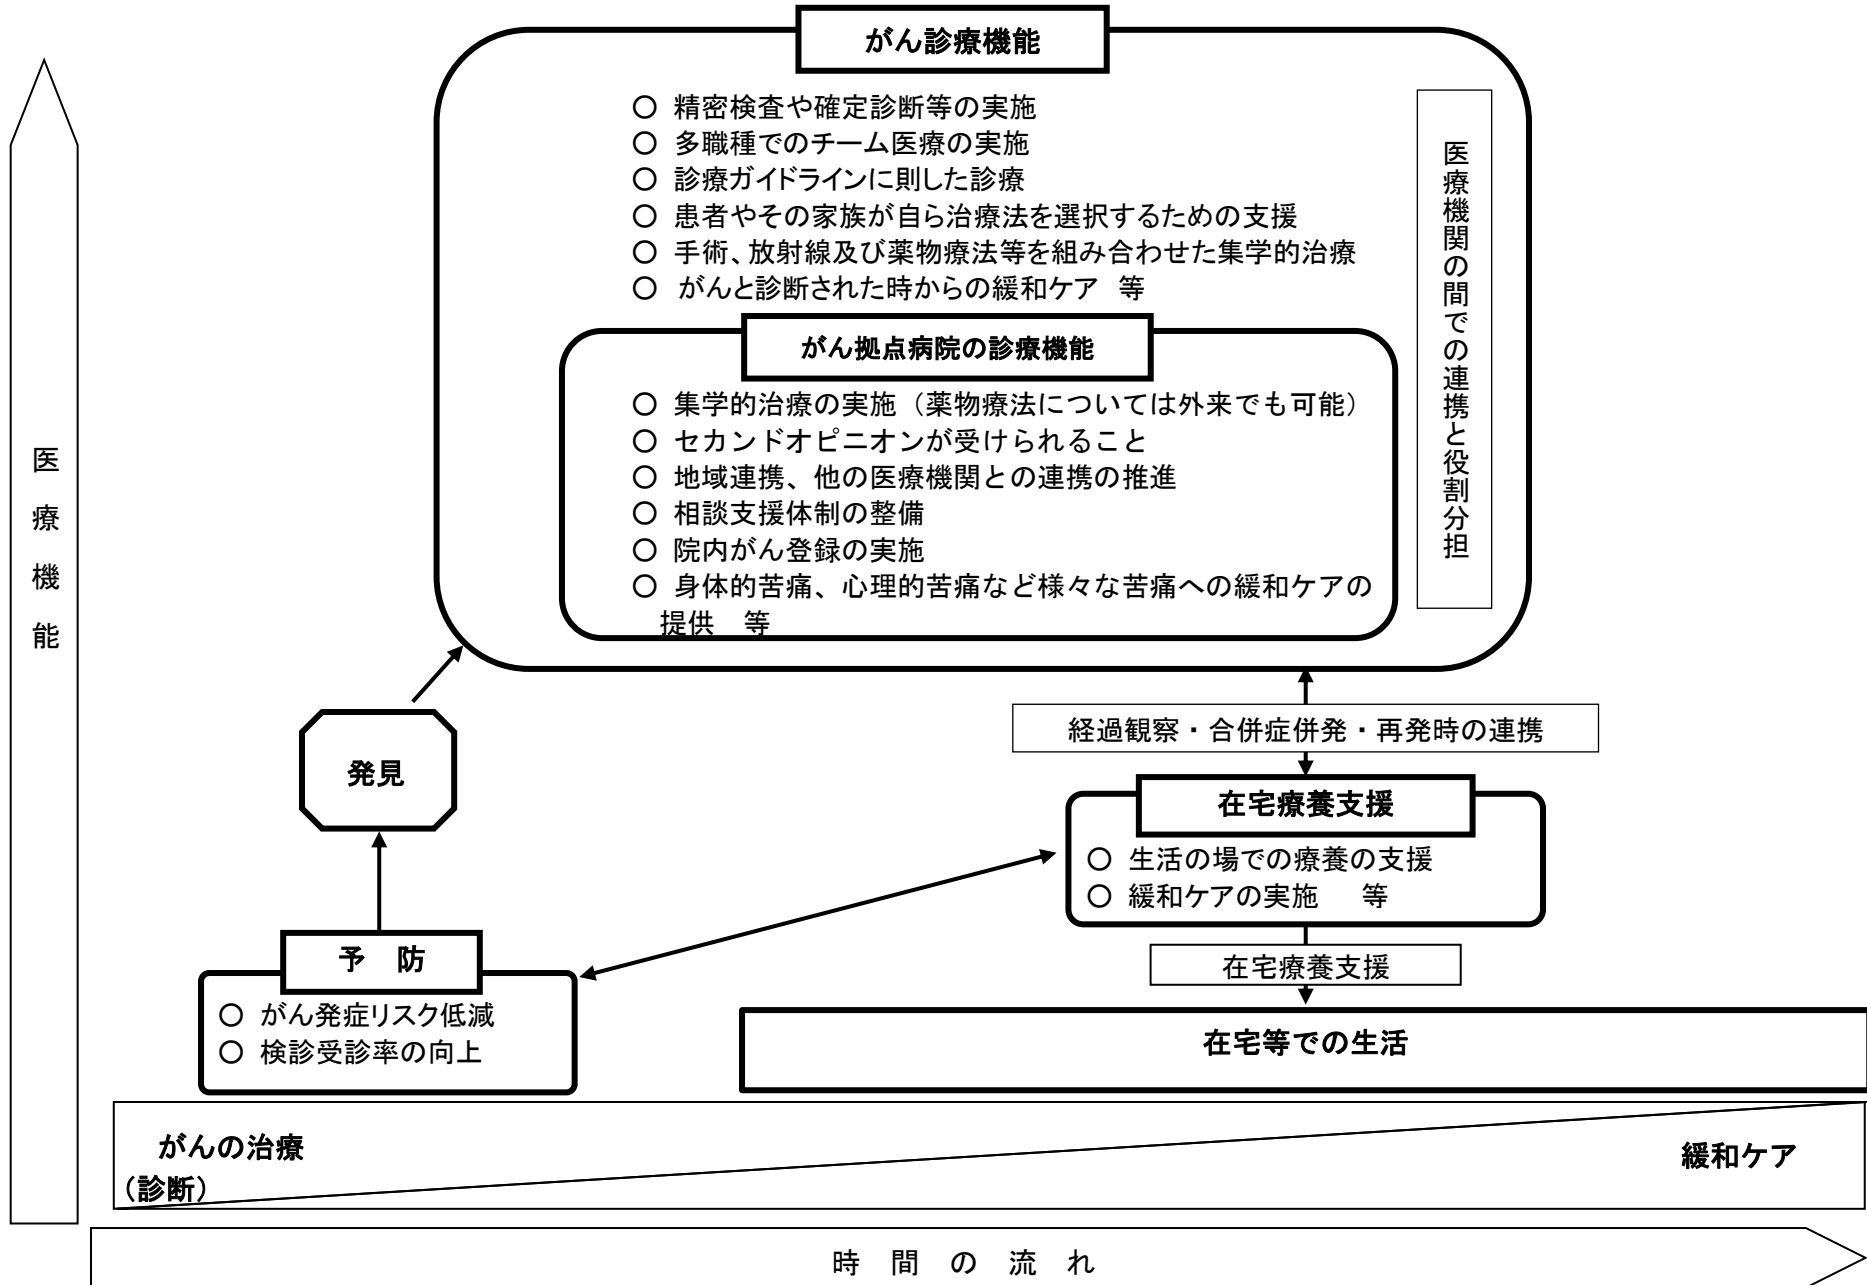 がん診療機能
○ 精密検査や確定診断等の実施
○ 多職種でのチーム医療の実施
○ 診療ガイドラインに則した診療
○ 患者やその家族が自ら治療法を選択するための支援
○ 手術、放射線及び薬物療法等を組み合わせた集学的治療
○ がんと診断された時からの緩和ケア 等
医療機関の間での連携と役割分担
がん拠点病院の診療機能
○ 集学的治療の実施（薬物療法については外来でも可能）
○ セカンドオピニオンが受けられること
○ 地域連携、他の医療機関との連携の推進
○ 相談支援体制の整備
○ 院内がん登録の実施
○ 身体的苦痛、心理的苦痛など様々な苦痛への緩和ケアの
提供 等
医療機能
発見
経過観察・合併症併発・再発時の連携
在宅療養支援
○ 生活の場での療養の支援
○ 緩和ケアの実施 等
予 防
○ がん発症リスク低減
○ 検診受診率の向上
在宅療養支援
在宅等での生活
がんの治療
（診断）
緩和ケア
時 間 の 流 れ